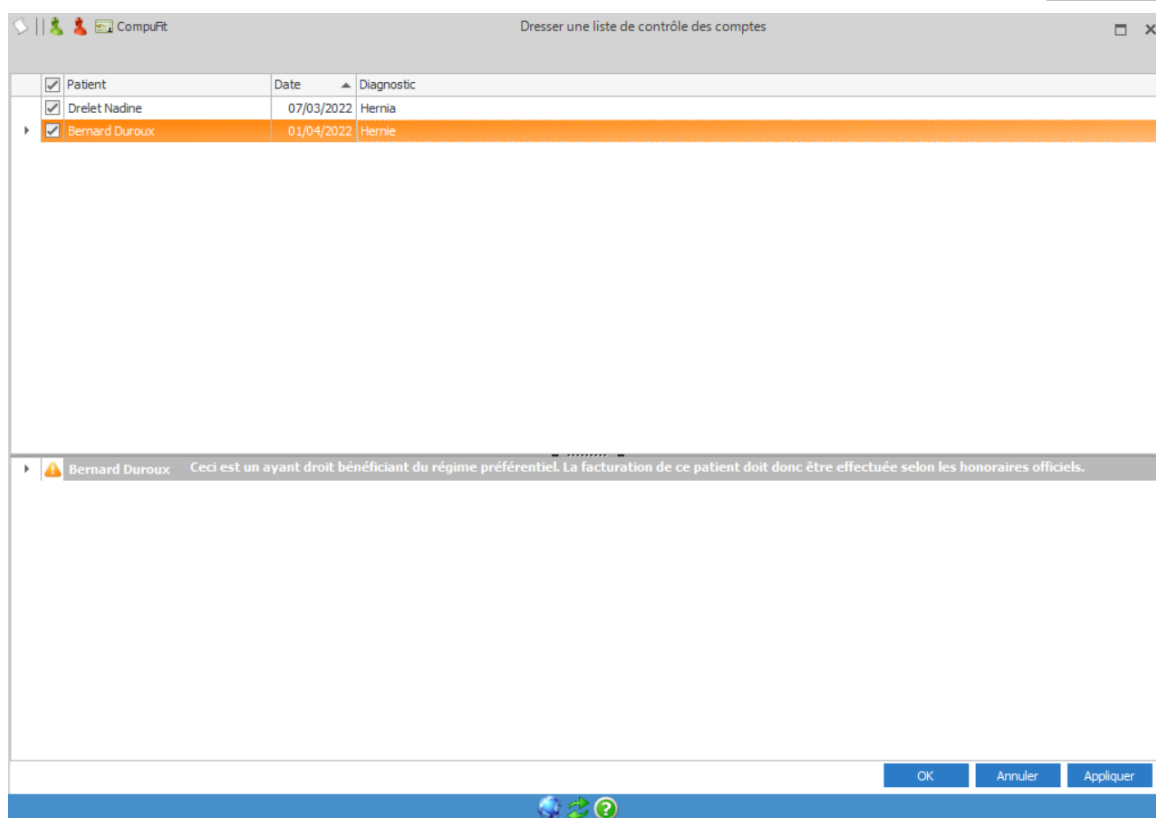 CompuFit Dresser une liste de contrôle des comptes
Patient Date Diagnostic
Drelet Nadine 07/03/2022 Hernia
Bernard Duroux 01/04/2022 Hernie
Bernard Duroux Ceci est un ayant droit bénéficiant du régime préférentiel. La facturation de ce patient doit donc être effectuée selon les honoraires officiels.
OK Annuler Appliquer